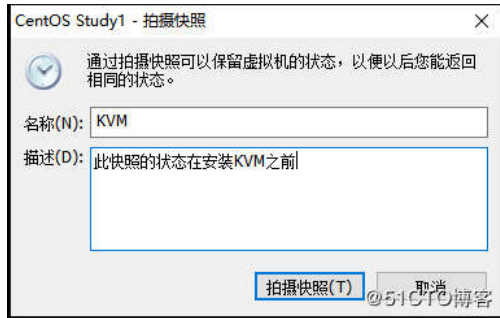 CentOS Study1 - 拍摄快照
通过拍摄快照可以保留虚拟机的状态，以便以后您能返回
相同的状态。
名称(N): KVM
描述(D): 此快照的状态在安装KVM之前
拍摄快照(T) 取消
@51CTO博客